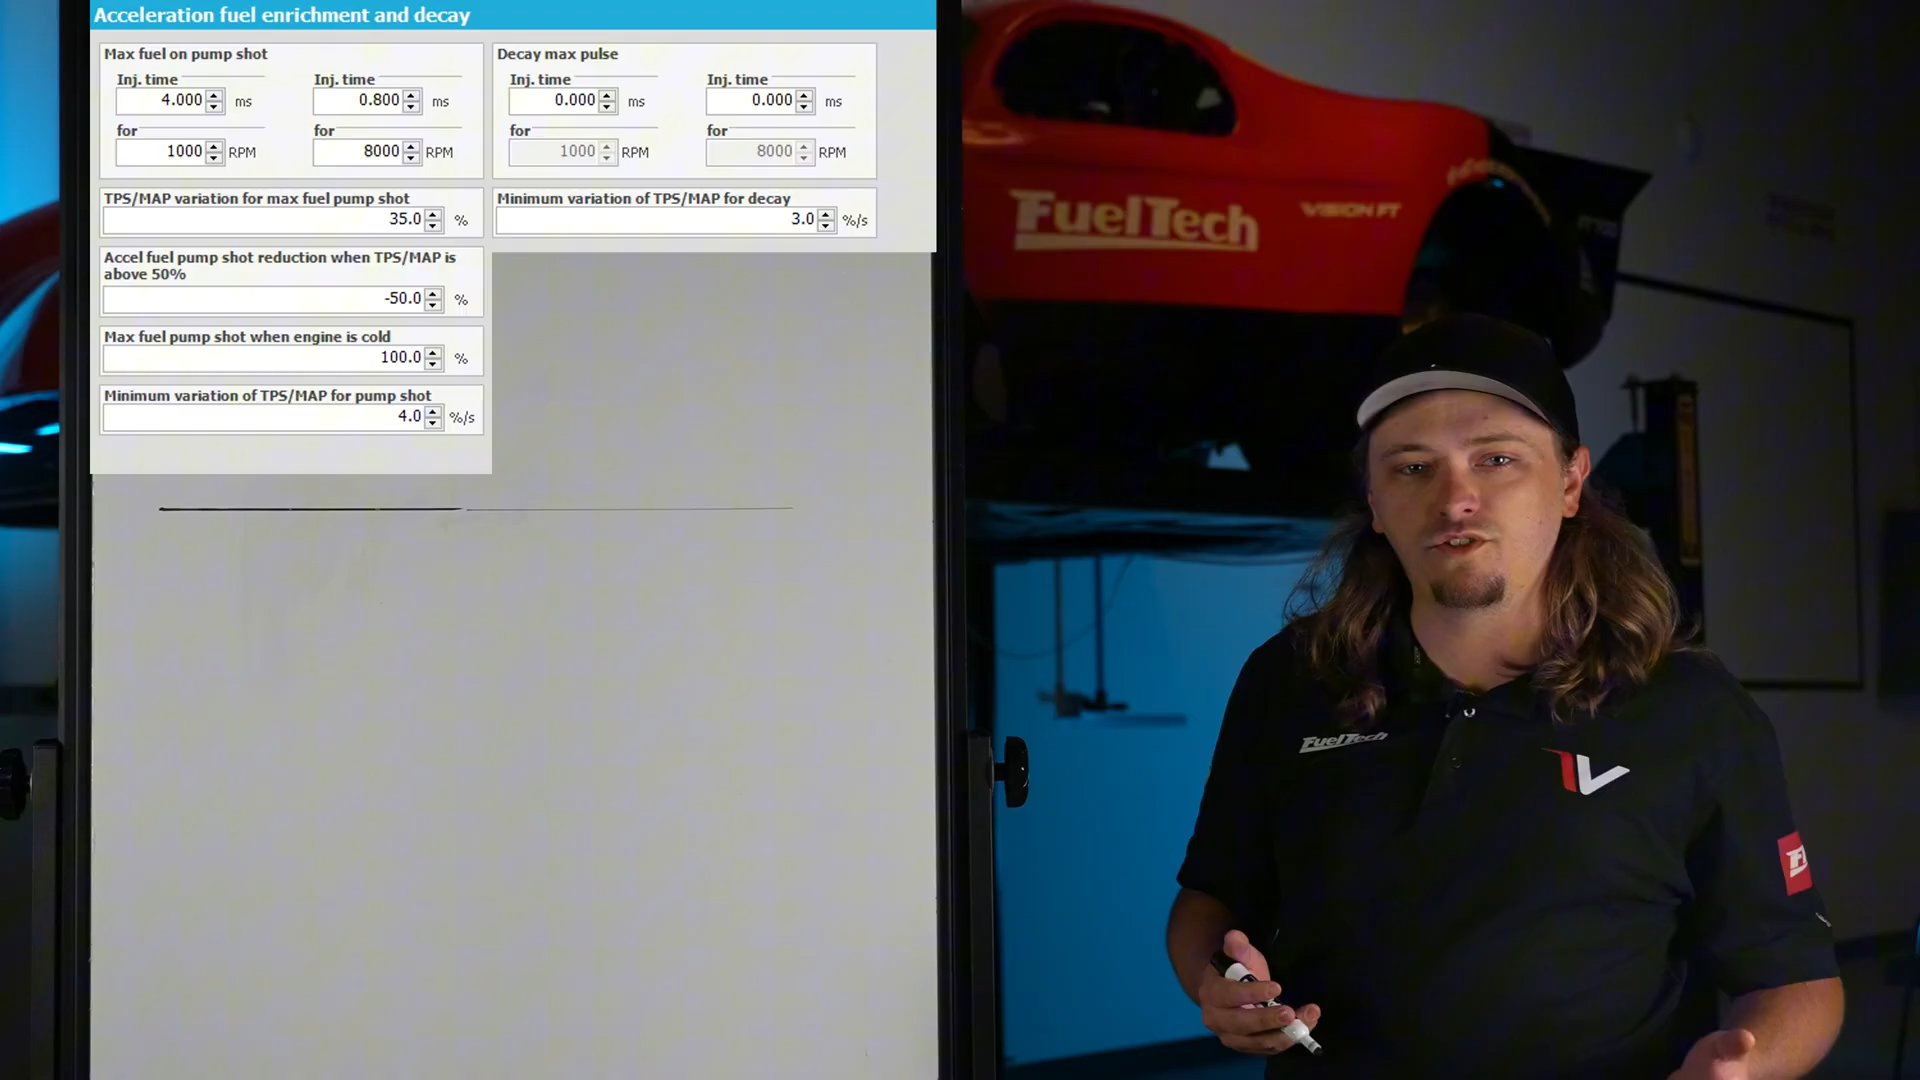 Acceleration fuel enrichment and decay
Max fuel on pump shot
Inj. time
Inj. time
4.000 ms
0.800 ms
for
for
1000 RPM
8000 RPM
Decay max pulse
Inj. time
Inj. time
0.000 ms
0.000 ms
for
for
1000 RPM
8000 RPM
TPS/MAP variation for max fuel pump shot
35.0 %
Minimum variation of TPS/MAP for decay
3.0 %/s
Accel fuel pump shot reduction when TPS/MAP is
above 50%
-50.0 %
Max fuel pump shot when engine is cold
100.0 %
Minimum variation of TPS/MAP for pump shot
4.0 %/s
FuelTech
VISION FT
FuelTech